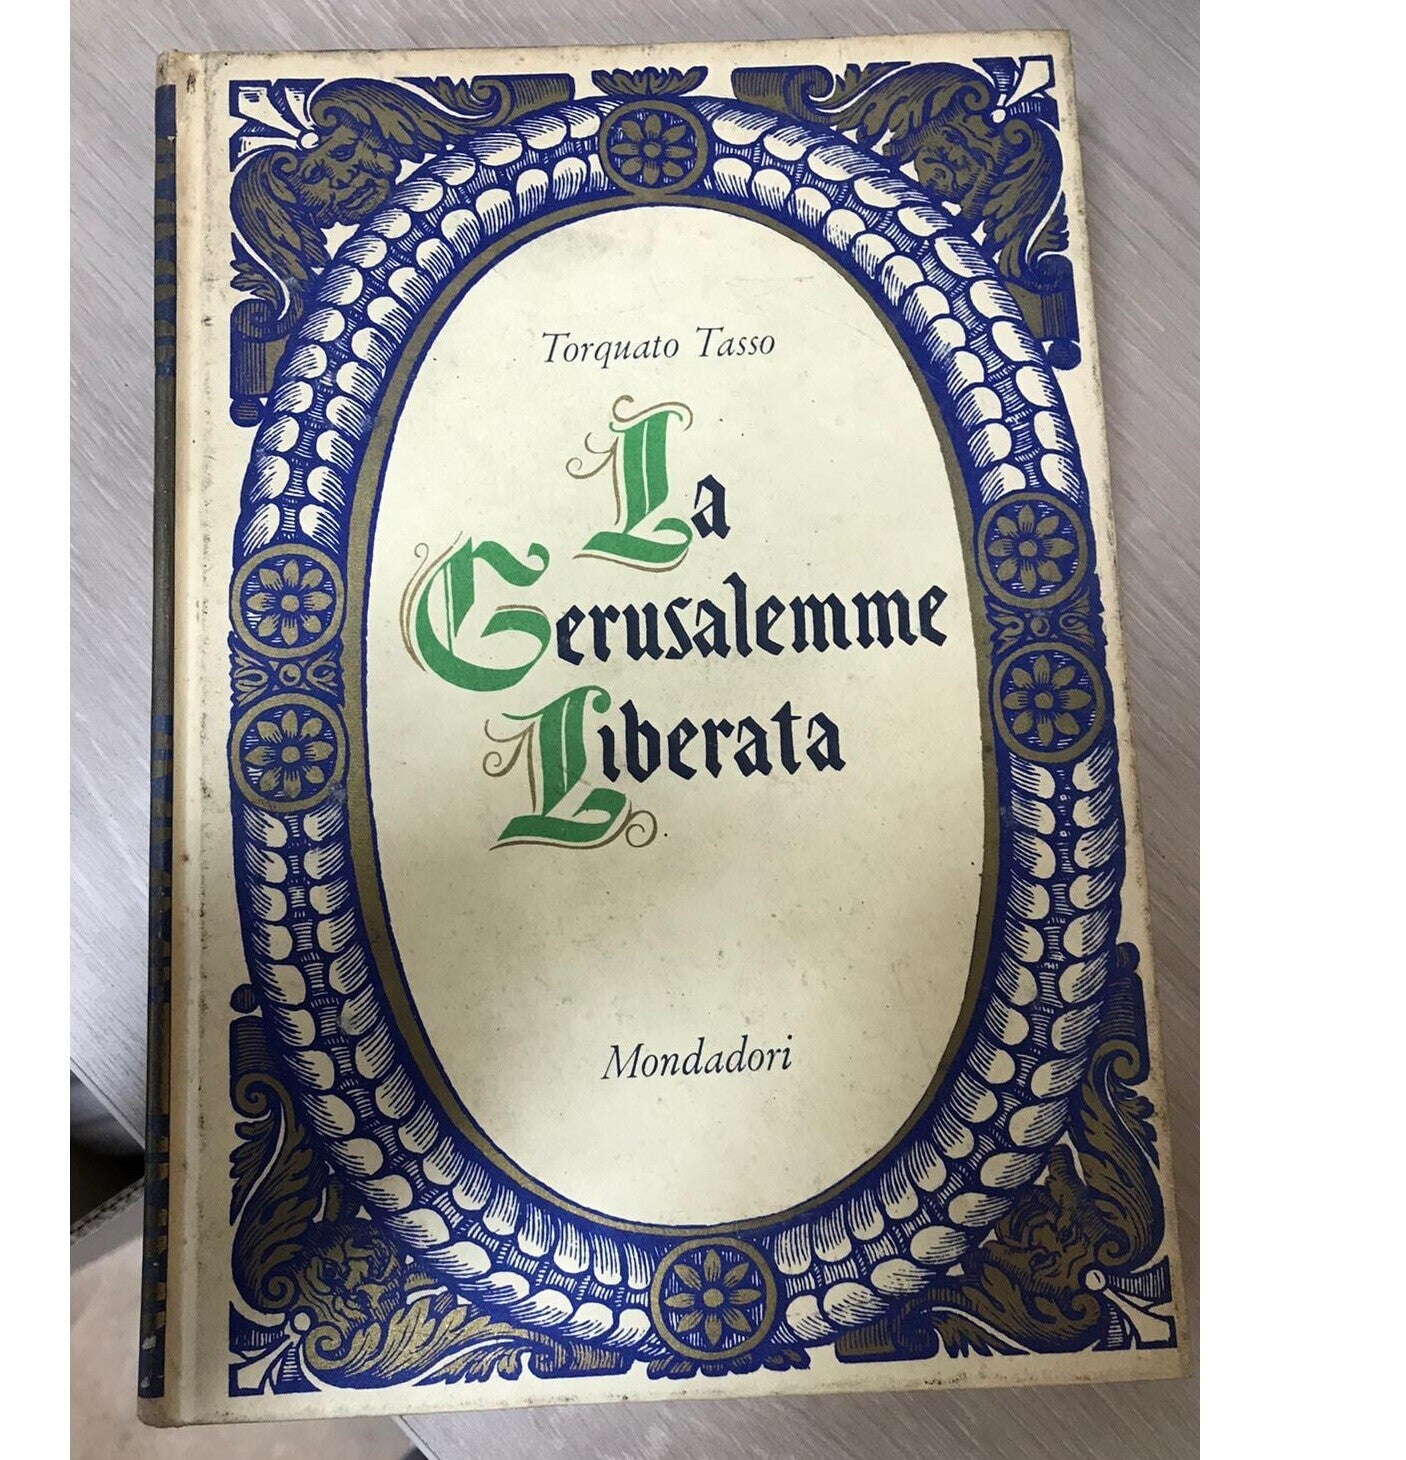 Torquato Tasso
La
Gerusalemme
Liberata
Mondadori